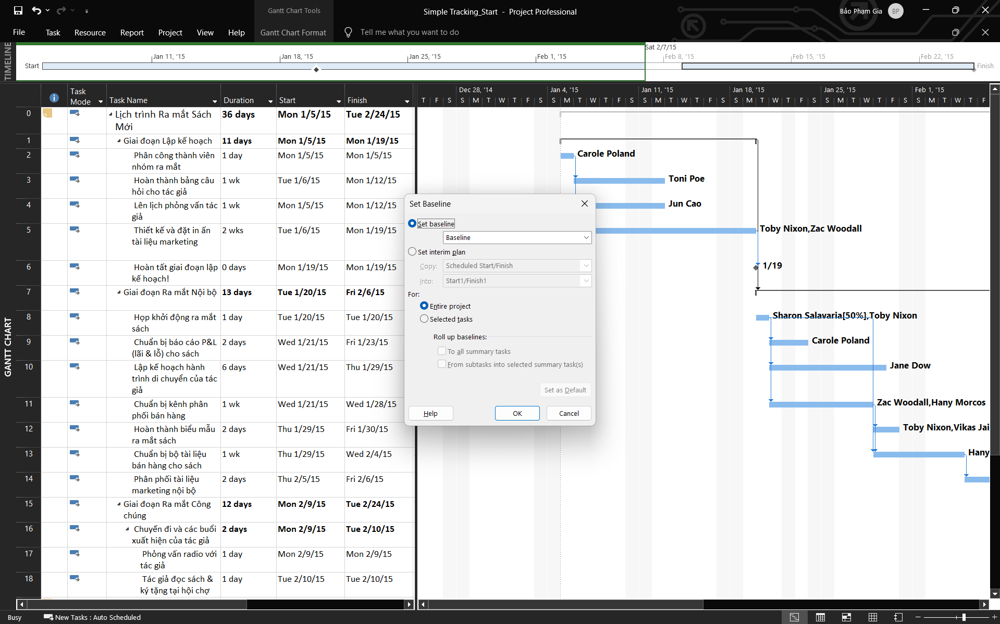 Gantt Chart Tools
Simple Tracking_Start - Project Professional
Bảo Phạm Gia
BP
File
Task
Resource
Report
Project
View
Help
Gantt Chart Format
Tell me what you want to do
TIMELINE
Sat 2/7/15
Jan 11, '15
Jan 18, '15
Jan 25, '15
Feb 1, '15
Feb 8, '15
Feb 15, '15
Feb 22, '15
Start
Finish
GANTT CHART
Task Mode
Task Name
Duration
Start
Finish
Dec 28, '14
Jan 4, '15
Jan 11, '15
Jan 18, '15
Jan 25, '15
Feb 1, '15
T F S S M T W T F S S M T W T F S S M T W T F S S M T W T F S S M T W T F S S M T W T F
0 Lịch trình Ra mắt Sách Mới 36 days Mon 1/5/15 Tue 2/24/15
1 Giai đoạn Lập kế hoạch 11 days Mon 1/5/15 Mon 1/19/15
2 Phân công thành viên nhóm ra mắt 1 day Mon 1/5/15 Mon 1/5/15
3 Hoàn thành bảng câu hỏi cho tác giả 1 wk Tue 1/6/15 Mon 1/12/15
4 Lên lịch phỏng vấn tác giả 1 wk Mon 1/5/15 Mon 1/12/15
5 Thiết kế và đặt in ấn tài liệu marketing 2 wks Tue 1/6/15 Mon 1/19/15
6 Hoàn tất giai đoạn lập kế hoạch! 0 days Mon 1/19/15 Mon 1/19/15
7 Giai đoạn Ra mắt Nội bộ 13 days Tue 1/20/15 Fri 2/6/15
8 Họp khởi động ra mắt sách 1 day Tue 1/20/15 Tue 1/20/15
9 Chuẩn bị báo cáo P&L (lãi & lỗ) cho sách 2 days Wed 1/21/15 Fri 1/23/15
10 Lập kế hoạch hành trình di chuyển của tác giả 6 days Wed 1/21/15 Thu 1/29/15
11 Chuẩn bị kênh phân phối bán hàng 1 wk Wed 1/21/15 Wed 1/28/15
12 Hoàn thành biểu mẫu ra mắt sách 2 days Thu 1/29/15 Fri 1/30/15
13 Chuẩn bị bộ tài liệu bán hàng cho sách 1 wk Thu 1/29/15 Wed 2/4/15
14 Phân phối tài liệu marketing nội bộ 2 days Thu 2/5/15 Fri 2/6/15
15 Giai đoạn Ra mắt Công chúng 12 days Mon 2/9/15 Tue 2/24/15
16 Chuyến đi và các buổi xuất hiện của tác giả 2 days Mon 2/9/15 Tue 2/10/15
17 Phỏng vấn radio với tác giả 1 day Mon 2/9/15 Mon 2/9/15
18 Tác giả đọc sách & ký tặng tại hội chợ 1 day Tue 2/10/15 Tue 2/10/15
Carole Poland
Toni Poe
Jun Cao
Toby Nixon,Zac Woodall
1/19
Sharon Salavaria[50%],Toby Nixon
Carole Poland
Jane Dow
Zac Woodall,Hany Morcos
Toby Nixon,Vikas Jai
Hany
Set Baseline
Set baseline
Baseline
Set interim plan
Copy: Scheduled Start/Finish
Into: Start1/Finish1
For:
Entire project
Selected tasks
Roll up baselines:
To all summary tasks
From subtasks into selected summary task(s)
Set as Default
Help
OK
Cancel
Busy
New Tasks : Auto Scheduled